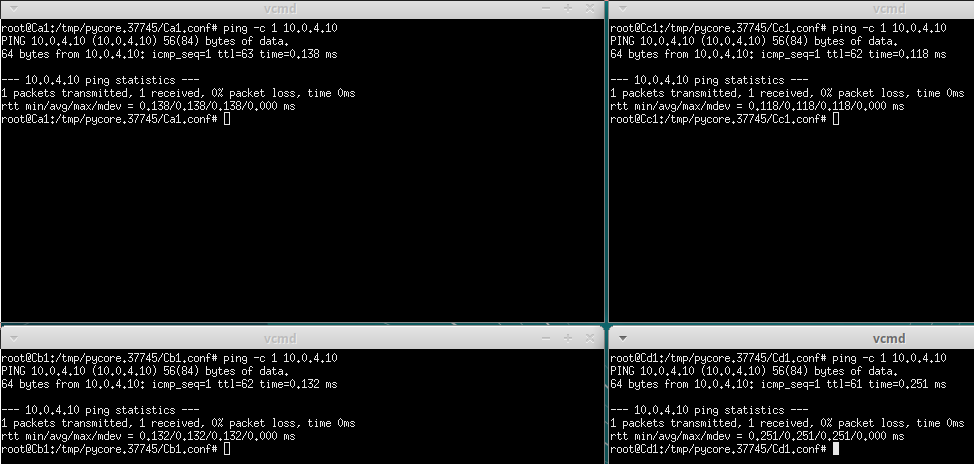 vcmd
root@Ca1:/tmp/pycore.37745/Ca1.conf# ping -c 1 10.0.4.10
PING 10.0.4.10 (10.0.4.10) 56(84) bytes of data.
64 bytes from 10.0.4.10: icmp_seq=1 ttl=63 time=0.138 ms
--- 10.0.4.10 ping statistics ---
1 packets transmitted, 1 received, 0% packet loss, time 0ms
rtt min/avg/max/mdev = 0.138/0.138/0.138/0.000 ms
root@Ca1:/tmp/pycore.37745/Ca1.conf#
vcmd
root@Cc1:/tmp/pycore.37745/Cc1.conf# ping -c 1 10.0.4.10
PING 10.0.4.10 (10.0.4.10) 56(84) bytes of data.
64 bytes from 10.0.4.10: icmp_seq=1 ttl=62 time=0.118 ms
--- 10.0.4.10 ping statistics ---
1 packets transmitted, 1 received, 0% packet loss, time 0ms
rtt min/avg/max/mdev = 0.118/0.118/0.118/0.000 ms
root@Cc1:/tmp/pycore.37745/Cc1.conf#
vcmd
root@Cb1:/tmp/pycore.37745/Cb1.conf# ping -c 1 10.0.4.10
PING 10.0.4.10 (10.0.4.10) 56(84) bytes of data.
64 bytes from 10.0.4.10: icmp_seq=1 ttl=62 time=0.132 ms
--- 10.0.4.10 ping statistics ---
1 packets transmitted, 1 received, 0% packet loss, time 0ms
rtt min/avg/max/mdev = 0.132/0.132/0.132/0.000 ms
root@Cb1:/tmp/pycore.37745/Cb1.conf#
vcmd
root@Cd1:/tmp/pycore.37745/Cd1.conf# ping -c 1 10.0.4.10
PING 10.0.4.10 (10.0.4.10) 56(84) bytes of data.
64 bytes from 10.0.4.10: icmp_seq=1 ttl=61 time=0.251 ms
--- 10.0.4.10 ping statistics ---
1 packets transmitted, 1 received, 0% packet loss, time 0ms
rtt min/avg/max/mdev = 0.251/0.251/0.251/0.000 ms
root@Cd1:/tmp/pycore.37745/Cd1.conf#